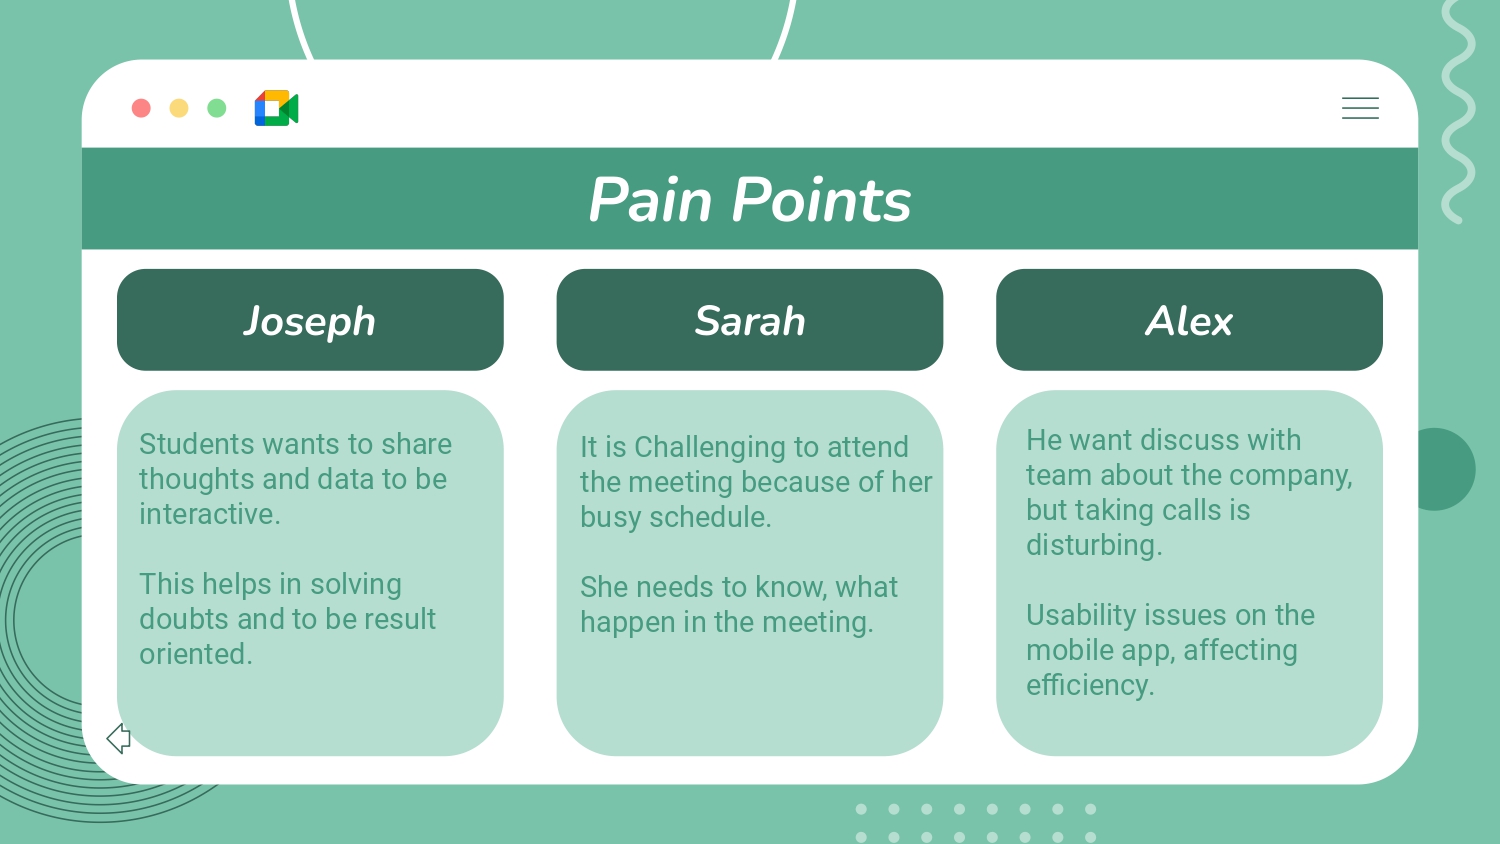 Pain Points
Joseph
Students wants to share
thoughts and data to be
interactive.
This helps in solving
doubts and to be result
oriented.
Sarah
It is Challenging to attend
the meeting because of her
busy schedule.
She needs to know, what
happen in the meeting.
Alex
He want discuss with
team about the company,
but taking calls is
disturbing.
Usability issues on the
mobile app, affecting
efficiency.